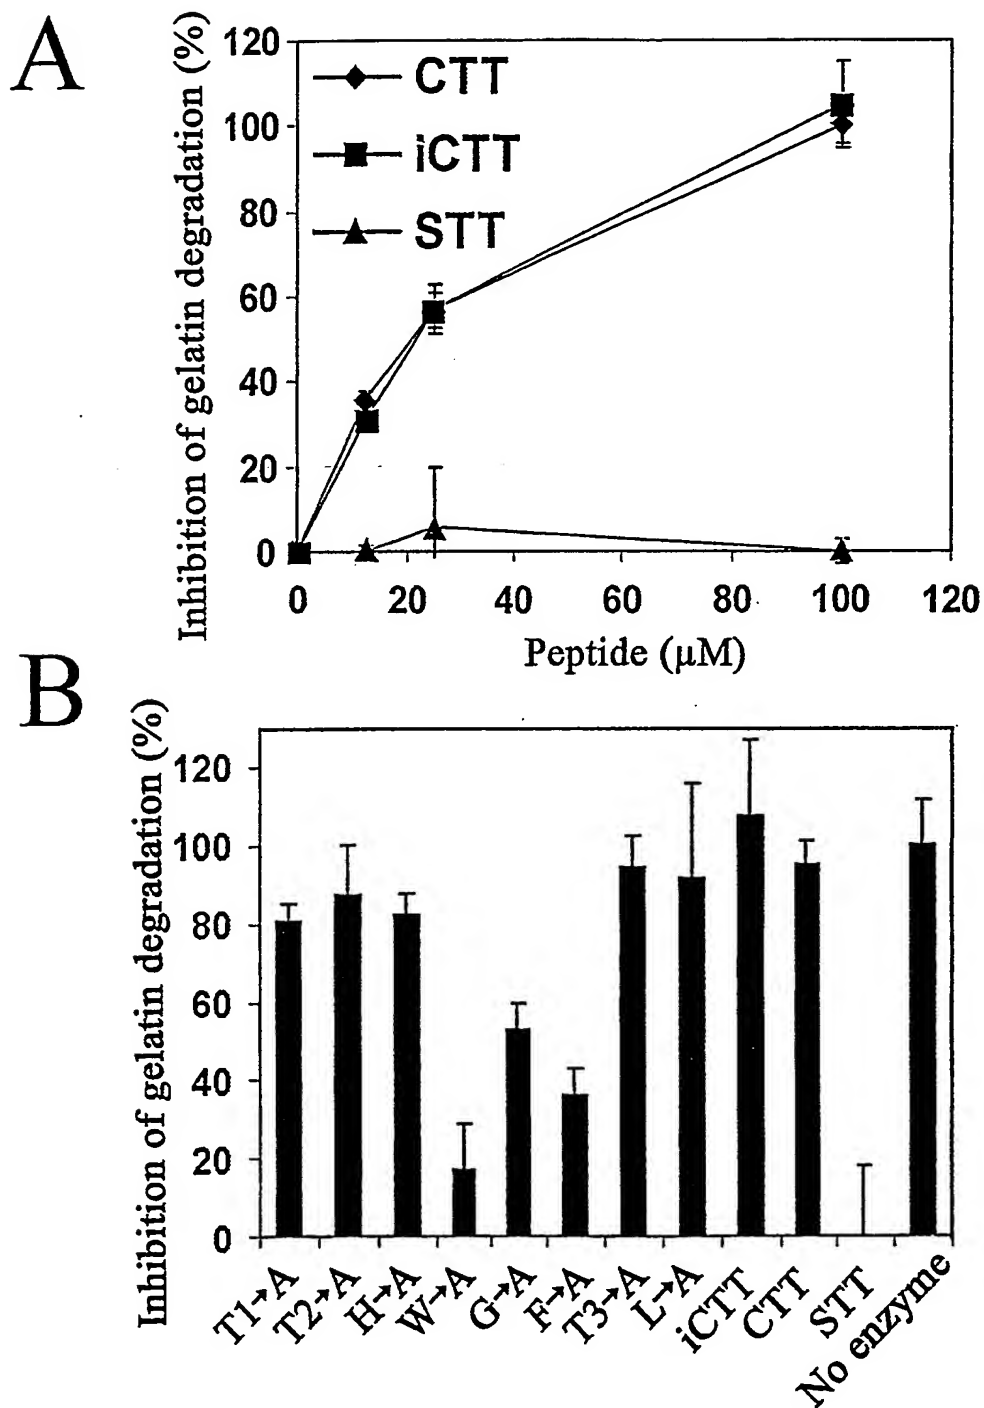 A
Inhibition of gelatin degradation (%)
120
100
80
60
40
20
0
CTT
iCTT
STT
0 20 40 60 80 100 120
Peptide (μM)
B
Inhibition of gelatin degradation (%)
120
100
80
60
40
20
0
T1→A
T2→A
H→A
W→A
G→A
F→A
T3→A
L→A
iCTT
CTT
STT
No enzyme